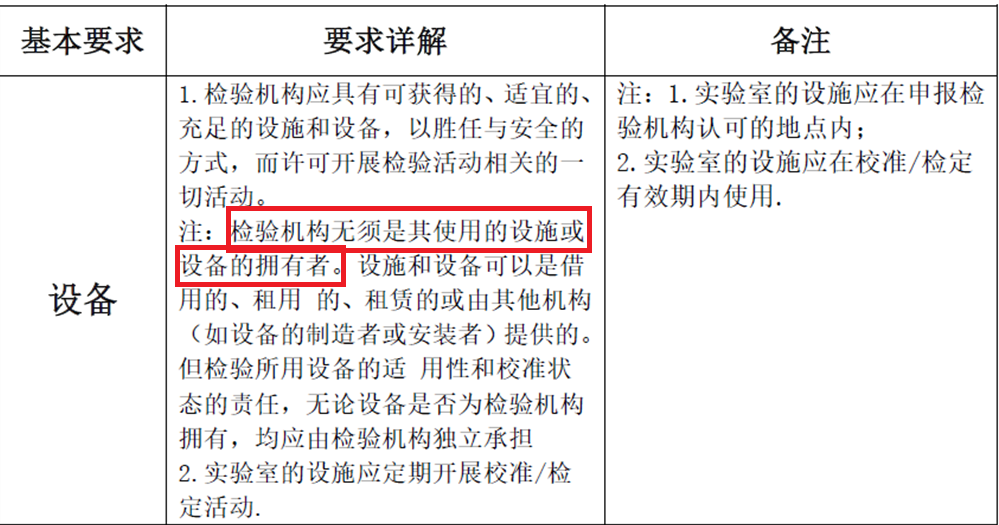 基本要求
要求详解
备注
设备
1.检验机构应具有可获得的、适宜的、
充足的设施和设备，以胜任与安全的
方式，而许可开展检验活动相关的一
切活动。
注：检验机构无须是其使用的设施或
设备的拥有者。设施和设备可以是借
用的、租用 的、租赁的或由其他机构
（如设备的制造者或安装者）提供的。
但检验所用设备的适 用性和校准状
态的责任，无论设备是否为检验机构
拥有，均应由检验机构独立承担
2.实验室的设施应定期开展校准/检
定活动.
注：1.实验室的设施应在申报检
验机构认可的地点内；
2.实验室的设施应在校准/检定
有效期内使用.